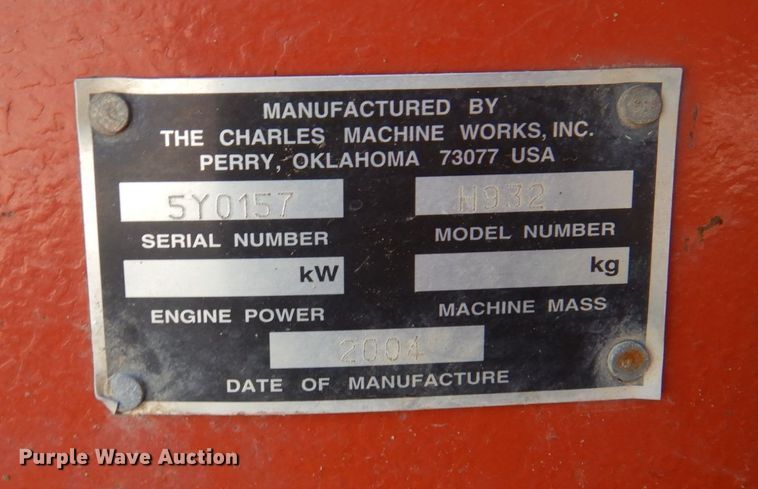 MANUFACTURED BY
THE CHARLES MACHINE WORKS, INC.
PERRY, OKLAHOMA 73077 USA
5Y0157 H932
SERIAL NUMBER MODEL NUMBER
kW kg
ENGINE POWER MACHINE MASS
2004
DATE OF MANUFACTURE
Purple Wave Auction